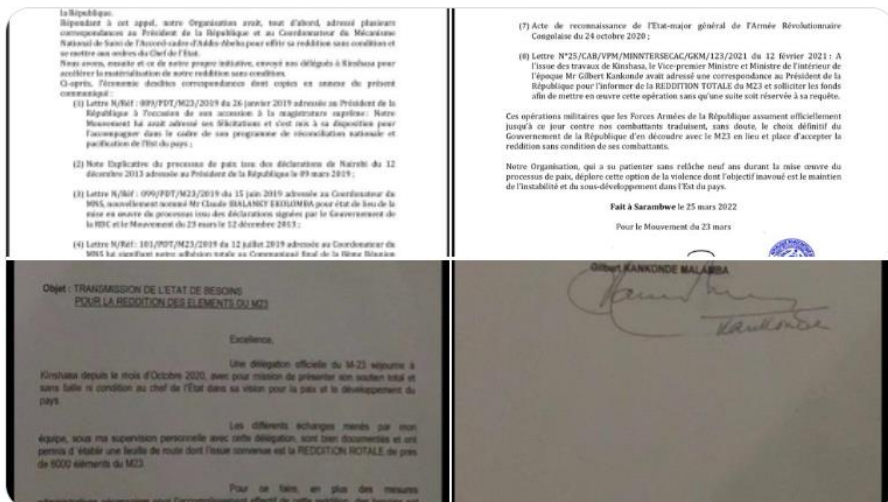 la République.
Répondant à cet appel, notre Organisation avait, tout d'abord, adressé plusieurs
correspondances au Président de la République et au Coordonateur du Mécanisme
National de Suivi de l'Accord-cadre d'Addis-Abeba pour offrir sa reddition sans condition et
se mettre aux ordres du Chef de l'Etat.
Nous avons, ensuite et ce de notre propre initiative, envoyé nos délégués à Kinshasa pour
accélérer la matérialisation de notre reddition sans condition.
Ci-après, l'économie desdites correspondances dont copies en annexe du présent
communiqué :
(1) Lettre N/Réf : 089/PDT/M23/2019 du 26 janvier 2019 adressée au Président de la
République à l'occasion de son accession à la magistrature suprême: Notre
Mouvement lui avait adressé ses félicitations et s'est mis à sa disposition pour
l'accompagner dans le cadre de son programme de réconciliation nationale et
pacification de l'Est du pays ;
(2) Note Explicative du processus de paix issu des déclarations de Nairobi du 12
décembre 2013 adressée au Président de la République le 09 mars 2019 ;
(3) Lettre N/Réf : 099/PDT/M23/2019 du 15 juin 2019 adressée au Coordonateur du
MNS, nouvellement nommé Mr Claude IBALANKY EKOLOMBA pour état de lieu de la
mise en œuvre du processus issu des déclarations signées par le Gouvernement de
la RDC et le Mouvement du 23 mars le 12 décembre 2013 ;
(4) Lettre N/Réf : 101/PDT/M23/2019 du 12 juillet 2019 adressée au Coordonateur du
MNS lui signifiant notre adhésion totale au Communiqué final de la 8ème Réunion
(7) Acte de reconnaissance de l'Etat-major général de l'Armée Révolutionnaire
Congolaise du 24 octobre 2020 ;
(8) Lettre N°25/CAB/VPM/MINNTERSECAC/GKM/123/2021 du 12 février 2021 : A
l'issue des travaux de Kinshasa, le Vice-premier Ministre et Ministre de l'intérieur de
l'époque Mr Gilbert Kankonde avait adressé une correspondance au Président de la
République pour l'informer de la REDDITION TOTALE du M23 et solliciter les fonds
afin de mettre en œuvre cette opération sans qu'une suite soit réservée à sa requête.
Ces opérations militaires que les Forces Armées de la République assument officiellement
jusqu'à ce jour contre nos combattants traduisent, sans doute, le choix définitif du
Gouvernement de la République d'en découdre avec le M23 en lieu et place d'accepter la
reddition sans condition de ses combattants.
Notre Organisation, qui a su patienter sans relâche neuf ans durant la mise œuvre du
processus de paix, déplore cette option de la violence dont l'objectif inavoué est le maintien
de l'instabilité et du sous-développement dans l'Est du pays.
Fait à Sarambwe le 25 mars 2022
Pour le Mouvement du 23 mars
Objet : TRANSMISSION DE L'ETAT DE BESOINS
POUR LA REDDITION DES ELEMENTS DU M23
Excellence,
Une délégation officielle du M-23 séjourne à
Kinshasa depuis le mois d'Octobre 2020, avec pour mission de présenter son soutien total et
sans faille ni condition au chef de l'Etat dans sa vision pour la paix et le développement du
pays.
Les différents échanges menés par mon
équipe, sous ma supervision personnelle avec cette délégation, sont bien documentés et ont
permis d'établir une feuille de route dont l'issue convenue est la REDDITION ROTALE de près
de 6000 éléments du M23.
Pour ce faire, en plus des mesures
Gilbert KANKONDE MALAMBA
Kankonde